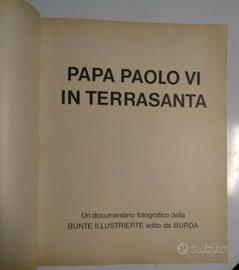 PAPA PAOLO VI
IN TERRASANTA
Un documentario fotografico della
BUNTE ILLUSTRIERTE edito da BURDA
subito